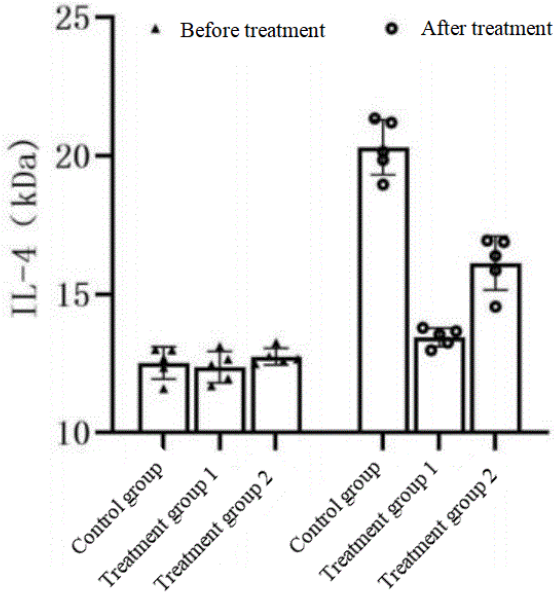 25
Before treatment
After treatment
20
IL-4 (kDa)
15
10
Control group
Treatment group 1
Treatment group 2
Control group
Treatment group 1
Treatment group 2